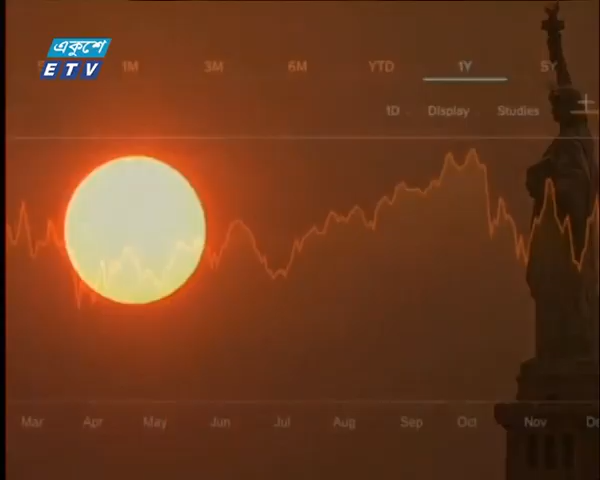 একুশে
ETV
1M 3M 6M YTD 1Y 5Y
1D Display Studies
Mar Apr May Jun Jul Aug Sep Oct Nov